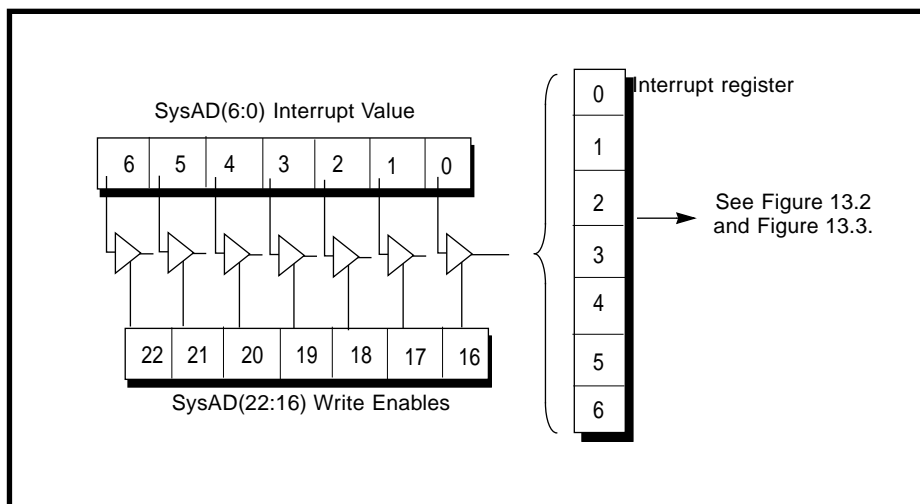 SysAD(6:0) Interrupt Value
6 5 4 3 2 1 0
22 21 20 19 18 17 16
SysAD(22:16) Write Enables
Interrupt register
0
1
2
3
4
5
6
See Figure 13.2
and Figure 13.3.